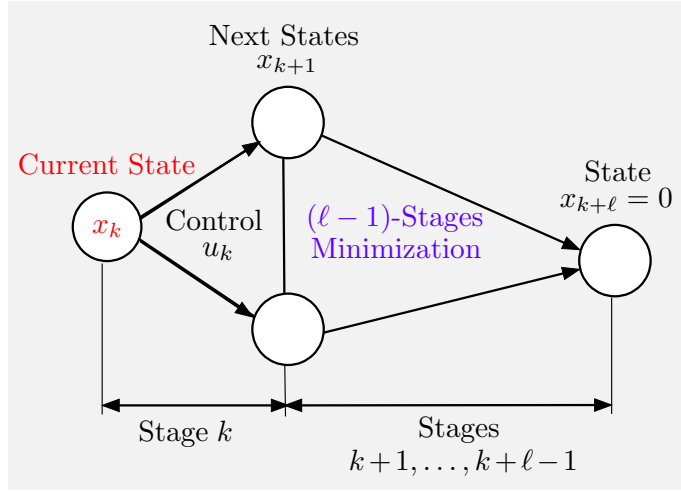 Next States
x_{k+1}
Current State
x_k
Control
u_k
(ℓ − 1)-Stages
Minimization
State
x_{k+ℓ} = 0
Stage k
Stages
k+1, . . . , k+ℓ−1